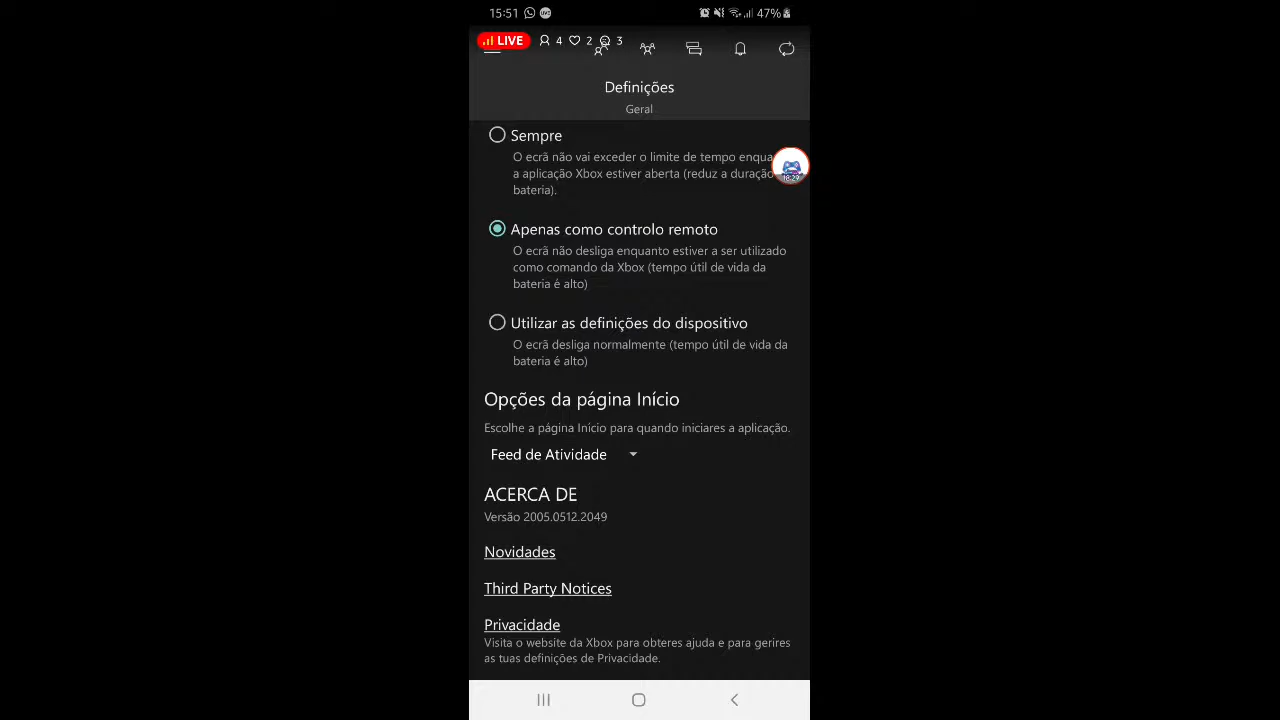 15:51
47%
LIVE 4 2 3
Definições
Geral
Sempre
O ecrã não vai exceder o limite de tempo enqua
a aplicação Xbox estiver aberta (reduz a duração
bateria).
18:29
Apenas como controlo remoto
O ecrã não desliga enquanto estiver a ser utilizado
como comando da Xbox (tempo útil de vida da
bateria é alto)
Utilizar as definições do dispositivo
O ecrã desliga normalmente (tempo útil de vida da
bateria é alto)
Opções da página Início
Escolhe a página Início para quando iniciares a aplicação.
Feed de Atividade
ACERCA DE
Versão 2005.0512.2049
Novidades
Third Party Notices
Privacidade
Visita o website da Xbox para obteres ajuda e para gerires
as tuas definições de Privacidade.